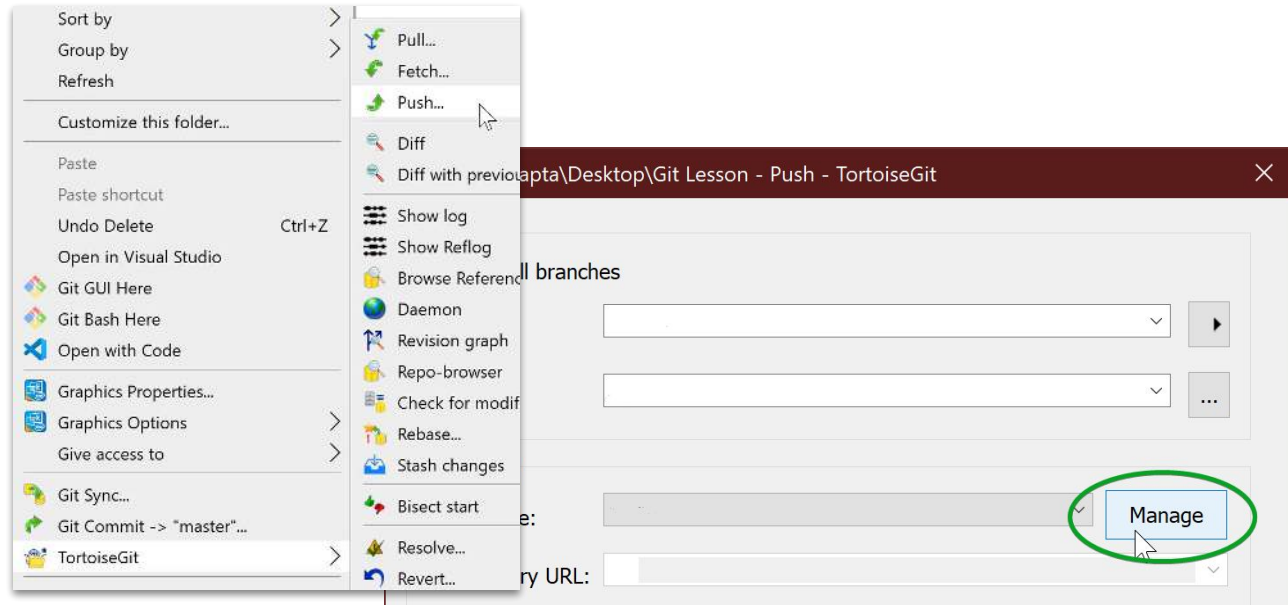 Sort by
Group by
Refresh
Customize this folder...
Paste
Paste shortcut
Undo Delete Ctrl+Z
Open in Visual Studio
Git GUI Here
Git Bash Here
Open with Code
Graphics Properties...
Graphics Options
Give access to
Git Sync...
Git Commit -> "master"...
TortoiseGit
Pull...
Fetch...
Push...
Diff
Diff with previou
Show log
Show Reflog
Browse Referenc
Daemon
Revision graph
Repo-browser
Check for modif
Rebase...
Stash changes
Bisect start
Resolve...
Revert...
apta\Desktop\Git Lesson - Push - TortoiseGit
ll branches
...
e:
Manage
ry URL: